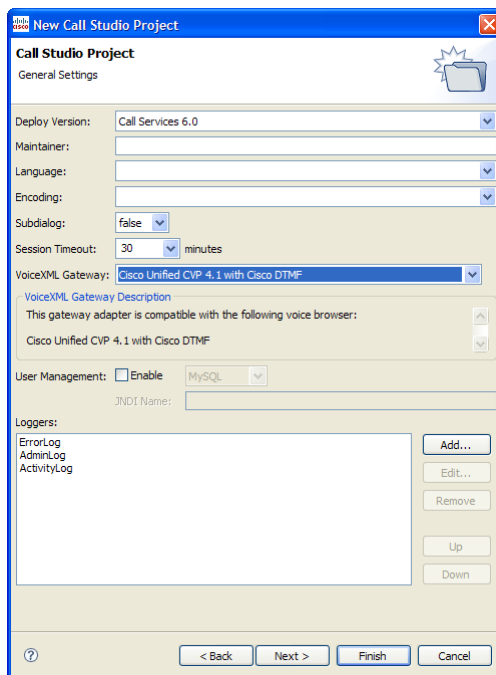 CISCO New Call Studio Project
Call Studio Project
General Settings
Deploy Version: Call Services 6.0
Maintainer:
Language:
Encoding:
Subdialog: false
Session Timeout: 30 minutes
VoiceXML Gateway: Cisco Unified CVP 4.1 with Cisco DTMF
VoiceXML Gateway Description
This gateway adapter is compatible with the following voice browser:
Cisco Unified CVP 4.1 with Cisco DTMF
User Management: Enable MySQL
JNDI Name:
Loggers:
ErrorLog
AdminLog
ActivityLog
Add...
Edit...
Remove
Up
Down
? < Back Next > Finish Cancel